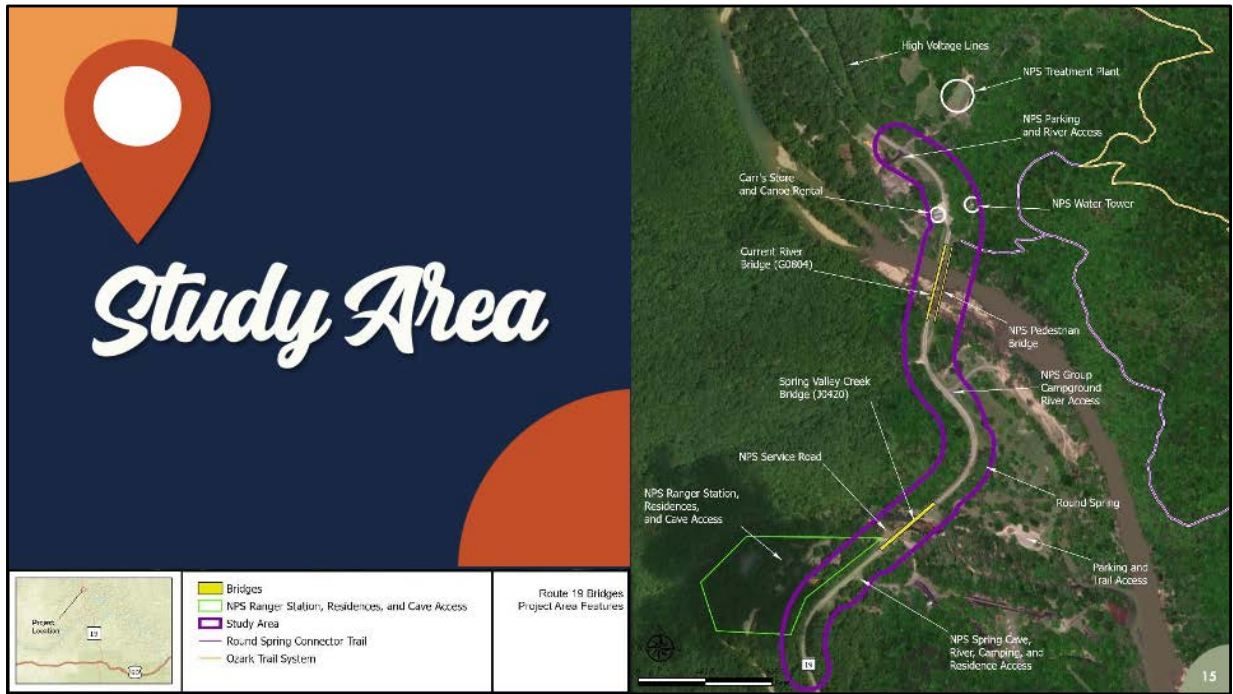 Study Area
High Voltage Lines
NPS Treatment Plant
NPS Parking
and River Access
Carr's Store
and Canoe Rental
NPS Water Tower
Current River
Bridge (G0804)
NPS Pedestrian
Bridge
NPS Group
Campground
River Access
Spring Valley Creek
Bridge (J0420)
NPS Service Road
NPS Ranger Station,
Residences,
and Cave Access
Round Spring
Parking and
Trail Access
NPS Spring Cave,
River, Camping, and
Residence Access
19
15
Project
Location
19
Bridges
NPS Ranger Station, Residences, and Cave Access
Study Area
Round Spring Connector Trail
Ozark Trail System
Route 19 Bridges
Project Area Features